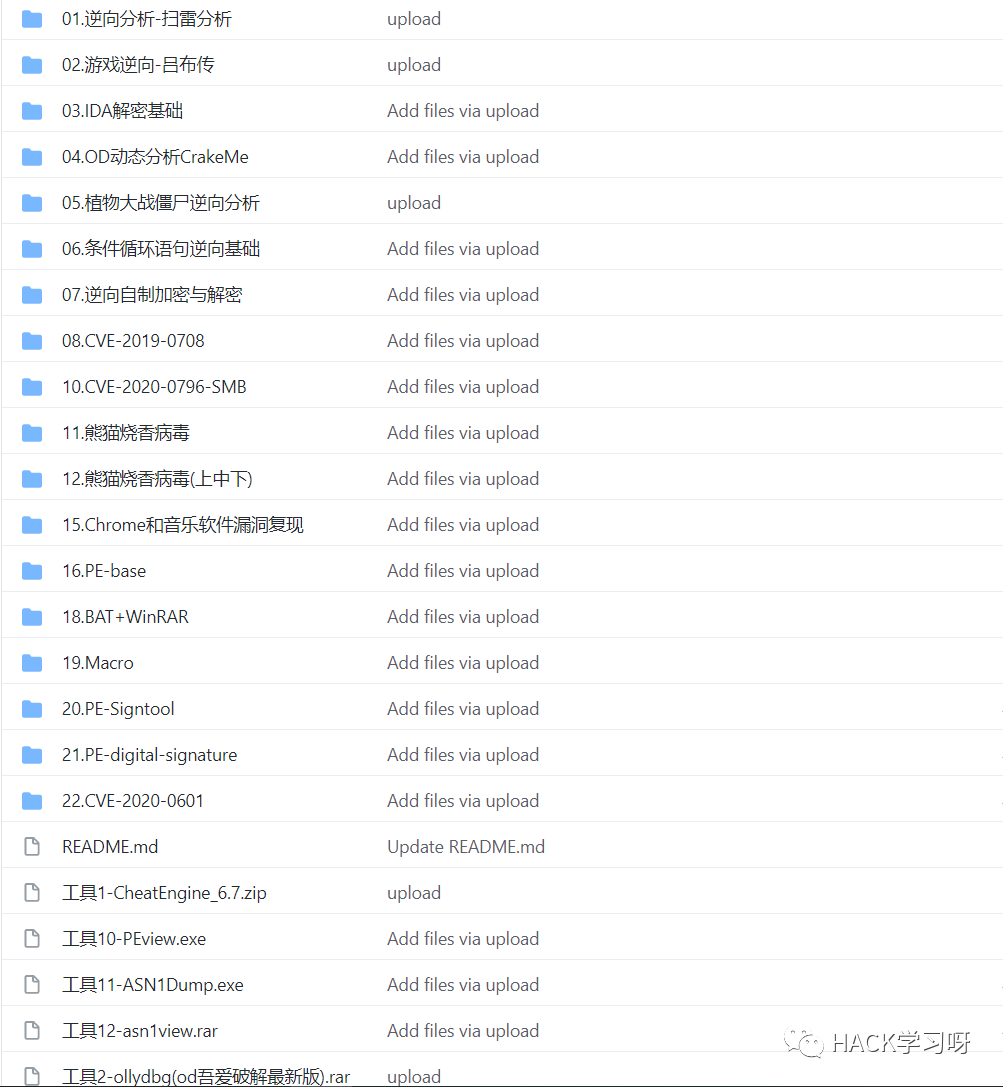 01.逆向分析-扫雷分析 upload
02.游戏逆向-吕布传 upload
03.IDA解密基础 Add files via upload
04.OD动态分析CrakeMe Add files via upload
05.植物大战僵尸逆向分析 upload
06.条件循环语句逆向基础 Add files via upload
07.逆向自制加密与解密 Add files via upload
08.CVE-2019-0708 Add files via upload
10.CVE-2020-0796-SMB Add files via upload
11.熊猫烧香病毒 Add files via upload
12.熊猫烧香病毒(上中下) Add files via upload
15.Chrome和音乐软件漏洞复现 Add files via upload
16.PE-base Add files via upload
18.BAT+WinRAR Add files via upload
19.Macro Add files via upload
20.PE-Signtool Add files via upload
21.PE-digital-signature Add files via upload
22.CVE-2020-0601 Add files via upload
README.md Update README.md
工具1-CheatEngine_6.7.zip upload
工具10-PEview.exe Add files via upload
工具11-ASN1Dump.exe Add files via upload
工具12-asn1view.rar Add files via upload
HACK学习呀
工具2-ollydbg(od吾爱破解最新版).rar upload